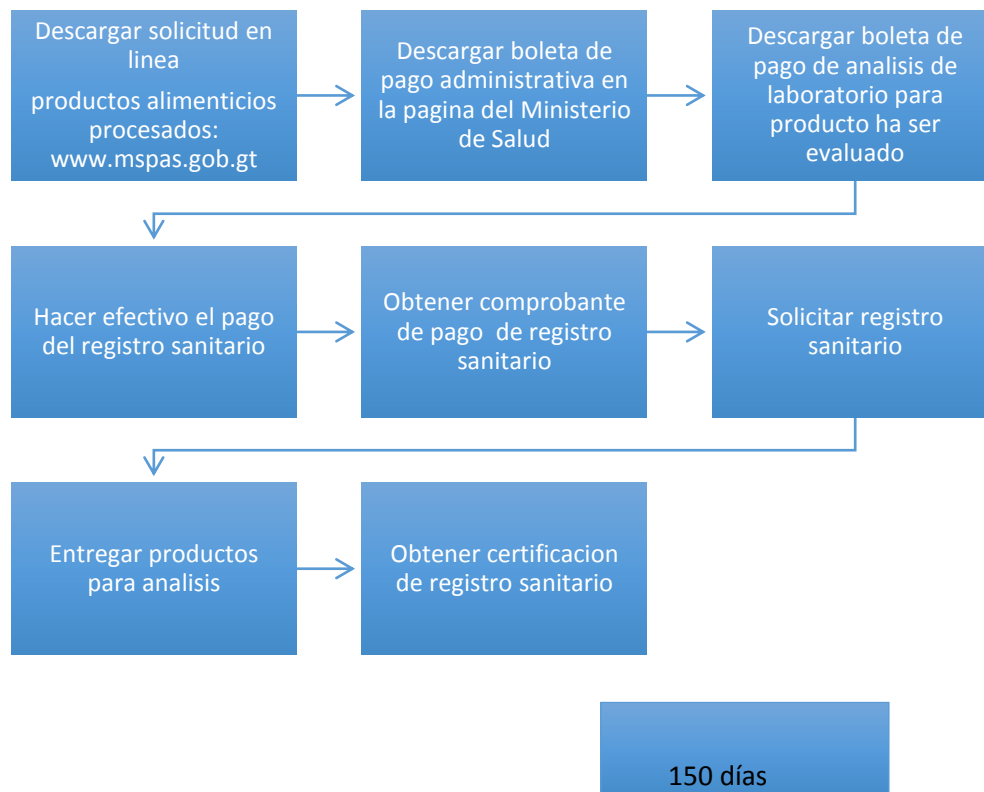 Descargar solicitud en
linea
productos alimenticios
procesados:
www.mspas.gob.gt
Descargar boleta de
pago administrativa en
la pagina del Ministerio
de Salud
Descargar boleta de
pago de analisis de
laboratorio para
producto ha ser
evaluado
Hacer efectivo el pago
del registro sanitario
Obtener comprobante
de pago de registro
sanitario
Solicitar registro
sanitario
Entregar productos
para analisis
Obtener certificacion
de registro sanitario
150 días